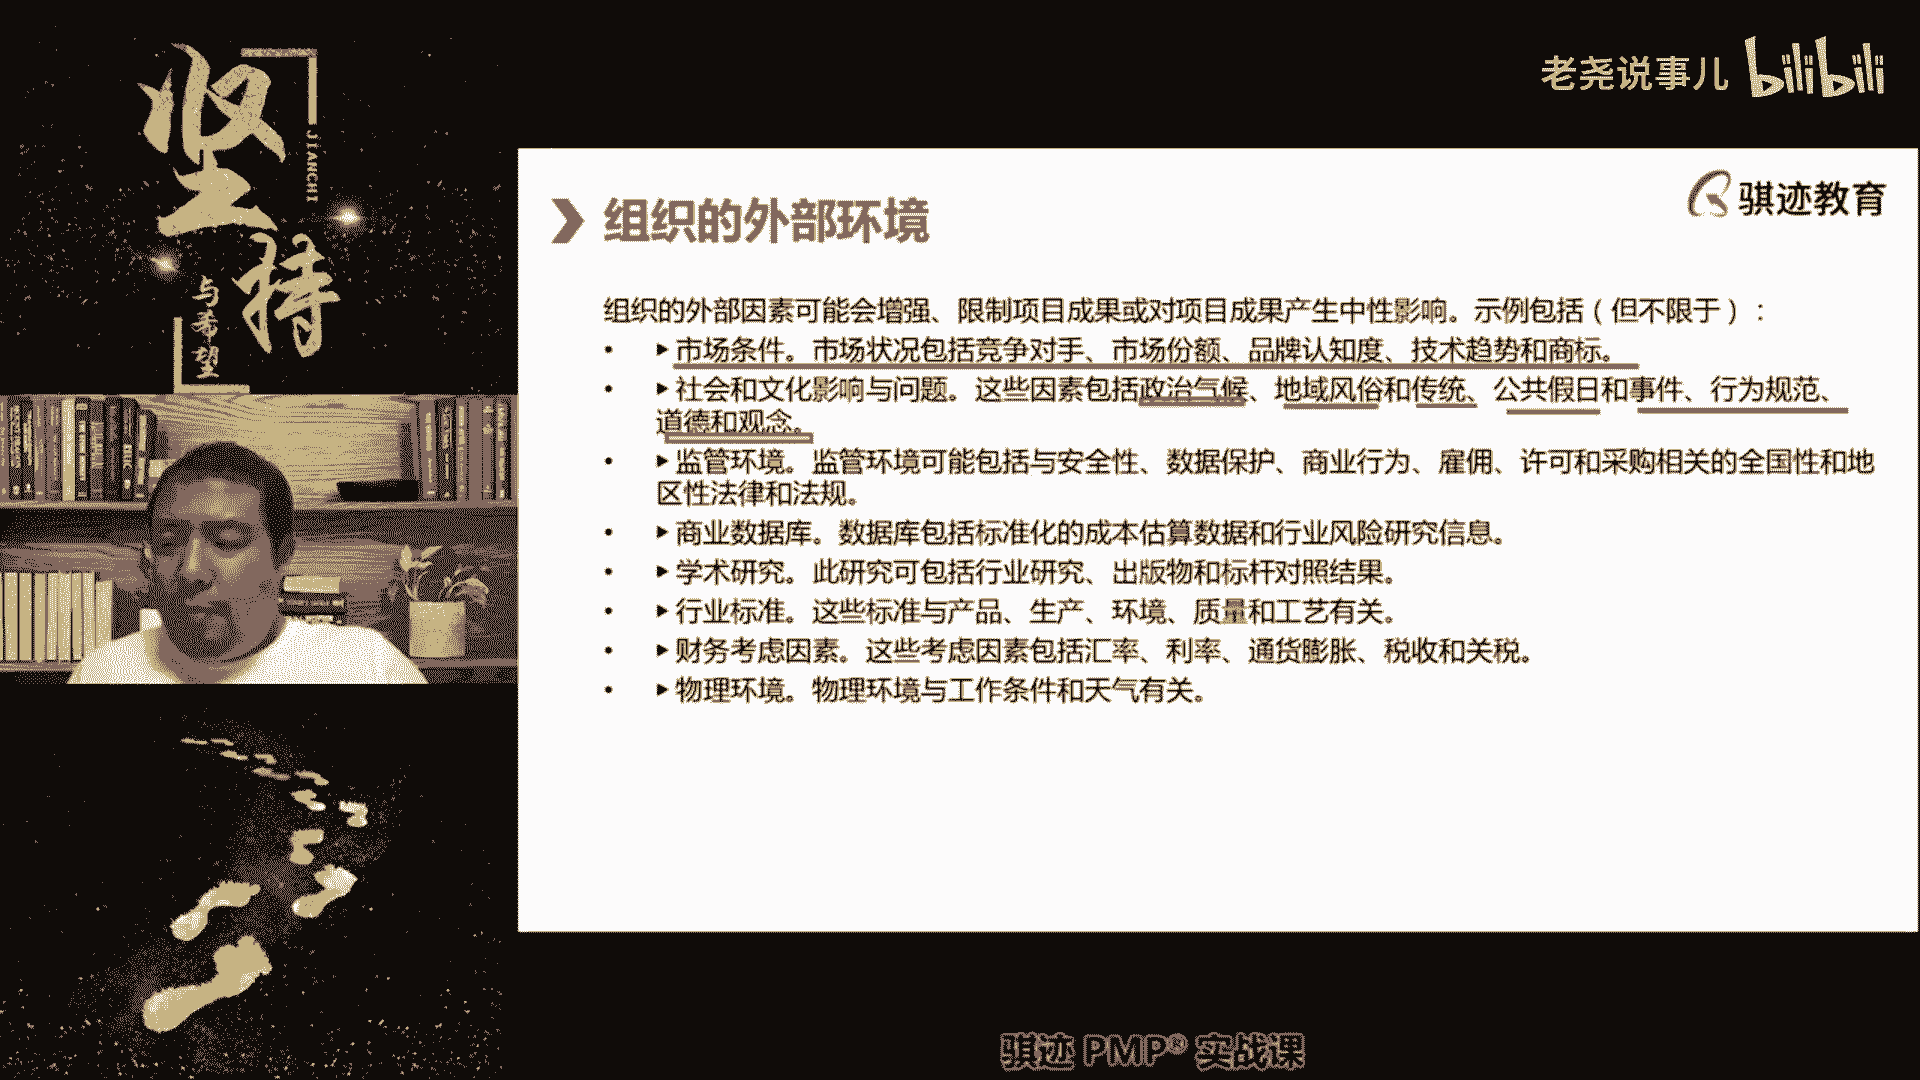 坚持
JIANCHI
与希望
老尧说事儿 bilibili
骐迹教育
组织的外部环境
组织的外部因素可能会增强、限制项目成果或对项目成果产生中性影响。示例包括（但不限于）：
• ▶市场条件。市场状况包括竞争对手、市场份额、品牌认知度、技术趋势和商标。
• ▶社会和文化影响与问题。这些因素包括政治气候、地域风俗和传统、公共假日和事件、行为规范、
道德和观念。
• ▶监管环境。监管环境可能包括与安全性、数据保护、商业行为、雇佣、许可和采购相关的全国性和地
区性法律和法规。
• ▶商业数据库。数据库包括标准化的成本估算数据和行业风险研究信息。
• ▶学术研究。此研究可包括行业研究、出版物和标杆对照结果。
• ▶行业标准。这些标准与产品、生产、环境、质量和工艺有关。
• ▶财务考虑因素。这些考虑因素包括汇率、利率、通货膨胀、税收和关税。
• ▶物理环境。物理环境与工作条件和天气有关。
骐迹 PMP® 实战课